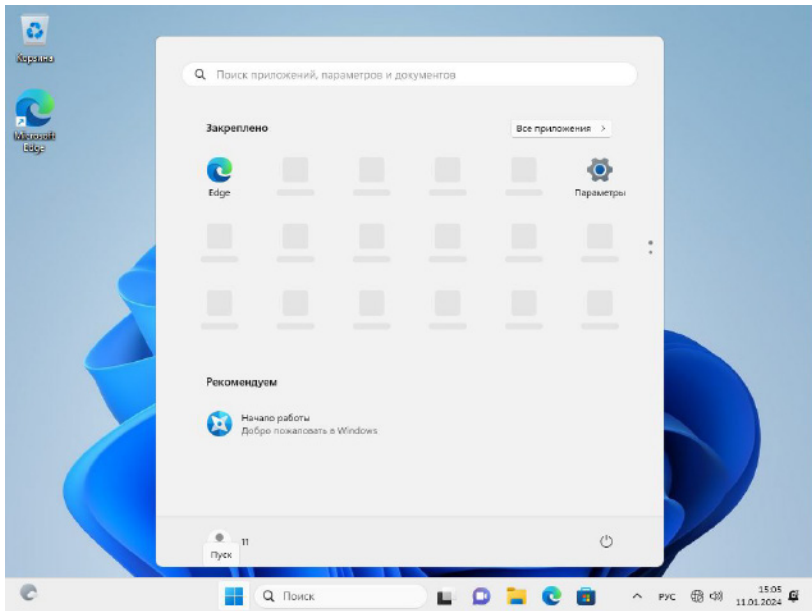 Корзина
Microsoft
Edge
Поиск приложений, параметров и документов
Закреплено
Все приложения
Edge
Параметры
Рекомендуем
Начало работы
Добро пожаловать в Windows
11
Пуск
Поиск
РУС
15:05
11.01.2024